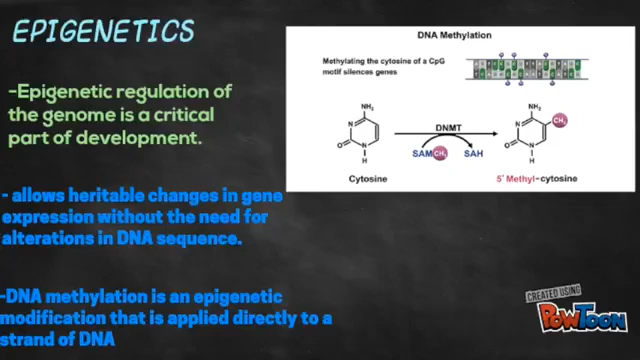 EPIGENETICS
-Epigenetic regulation of
the genome is a critical
part of development.
- allows heritable changes in gene
expression without the need for
alterations in DNA sequence.
-DNA methylation is an epigenetic
modification that is applied directly to a
strand of DNA
DNA Methylation
Methylating the cytosine of a CpG
motif silences genes
NH₂
N
O
N
H
Cytosine
DNMT
SAM CH₃
SAH
NH₂
CH₃
N
O
N
H
5' Methyl-cytosine
CREATED USING
POWTOON